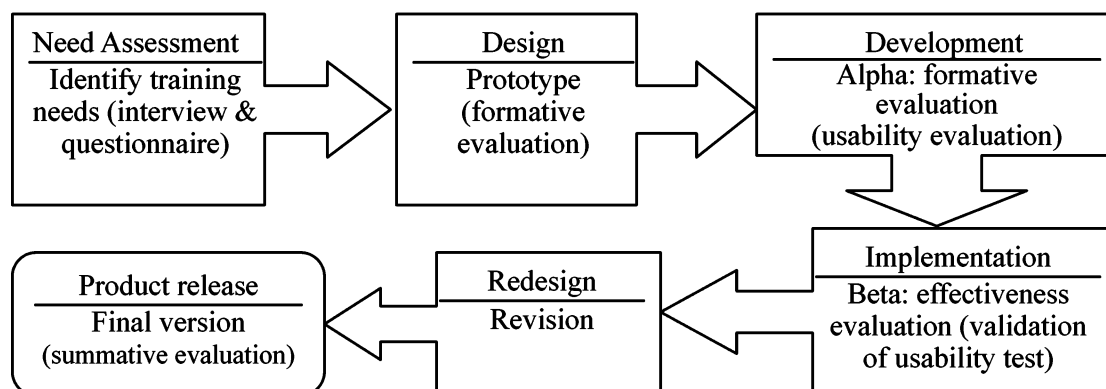 Need Assessment
Identify training
needs (interview &
questionnaire)
Design
Prototype
(formative
evaluation)
Development
Alpha: formative
evaluation
(usability evaluation)
Implementation
Beta: effectiveness
evaluation (validation
of usability test)
Redesign
Revision
Product release
Final version
(summative evaluation)